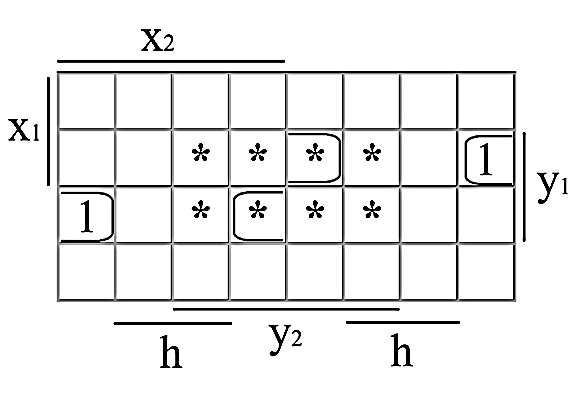 x2
x1
* * * * 1
y1
1 * * * *
y2
h h